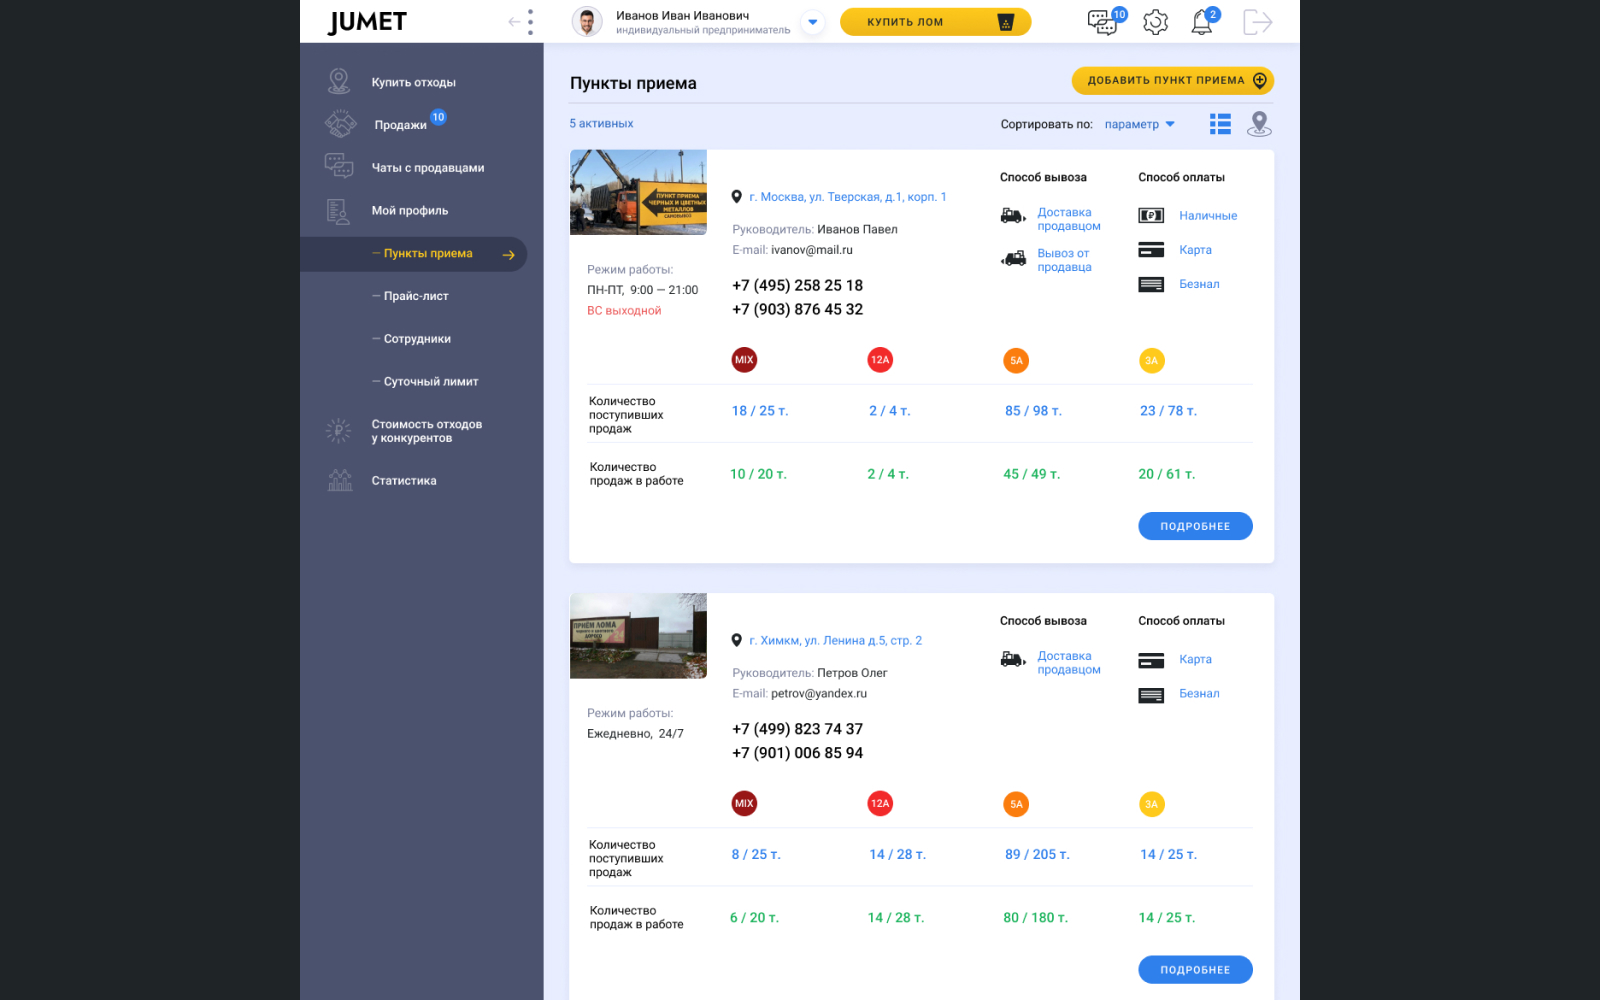 JUMET
Иванов Иван Иванович
индивидуальный предприниматель
КУПИТЬ ЛОМ
10
2
Купить отходы
Продажи
10
Чаты с продавцами
Мой профиль
— Пункты приема
— Прайс-лист
— Сотрудники
— Суточный лимит
Стоимость отходов
у конкурентов
Статистика
Пункты приема
ДОБАВИТЬ ПУНКТ ПРИЕМА
5 активных
Сортировать по: параметр
ПУНКТ ПРИЕМА
ЧЕРНЫХ И ЦВЕТНЫХ
МЕТАЛЛОВ
САМОВЫВОЗ
Режим работы:
ПН-ПТ, 9:00 — 21:00
ВС выходной
г. Москва, ул. Тверская, д.1, корп. 1
Руководитель: Иванов Павел
E-mail: ivanov@mail.ru
+7 (495) 258 25 18
+7 (903) 876 45 32
Способ вывоза
Доставка
продавцом
Вывоз от
продавца
Способ оплаты
Наличные
Карта
Безнал
MIX
12А
5А
3А
Количество
поступивших
продаж
18 / 25 т.
2 / 4 т.
85 / 98 т.
23 / 78 т.
Количество
продаж в работе
10 / 20 т.
2 / 4 т.
45 / 49 т.
20 / 61 т.
ПОДРОБНЕЕ
ПРИЁМ ЛОМА
ДОРОГО
Режим работы:
Ежедневно, 24/7
г. Химкм, ул. Ленина д.5, стр. 2
Руководитель: Петров Олег
E-mail: petrov@yandex.ru
+7 (499) 823 74 37
+7 (901) 006 85 94
Способ вывоза
Доставка
продавцом
Способ оплаты
Карта
Безнал
MIX
12А
5А
3А
Количество
поступивших
продаж
8 / 25 т.
14 / 28 т.
89 / 205 т.
14 / 25 т.
Количество
продаж в работе
6 / 20 т.
14 / 28 т.
80 / 180 т.
14 / 25 т.
ПОДРОБНЕЕ